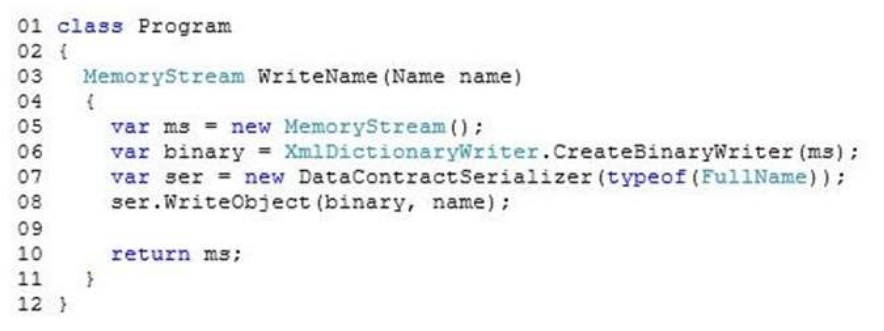 01 class Program
02 {
03 MemoryStream WriteName(Name name)
04 {
05 var ms = new MemoryStream();
06 var binary = XmlDictionaryWriter.CreateBinaryWriter(ms);
07 var ser = new DataContractSerializer(typeof(FullName));
08 ser.WriteObject(binary, name);
09
10 return ms;
11 }
12 }